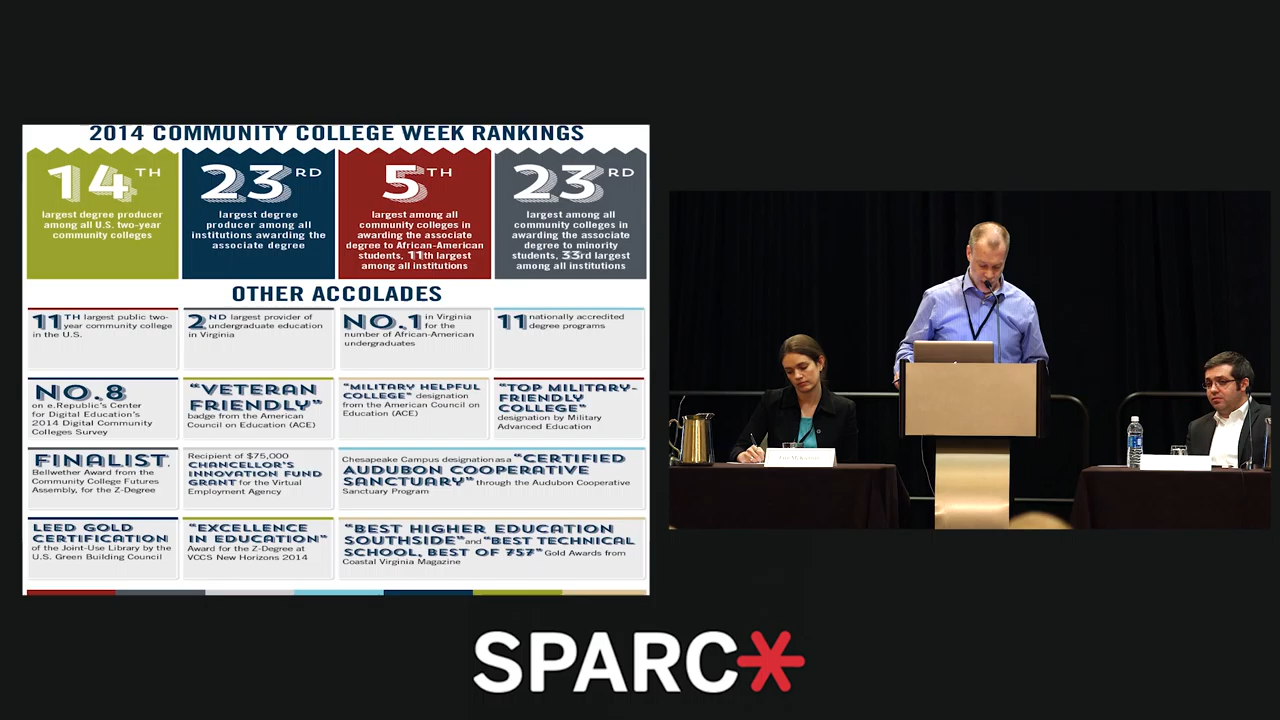 2014 COMMUNITY COLLEGE WEEK RANKINGS
14TH
largest degree producer
among all U.S. two-year
community colleges
23RD
largest degree
producer among all
institutions awarding the
associate degree
5TH
largest among all
community colleges in
awarding the associate
degree to African-American
students, 11th largest
among all institutions
23RD
largest among all
community colleges in
awarding the associate
degree to minority
students, 33rd largest
among all institutions
OTHER ACCOLADES
11TH largest public two-
year community college
in the U.S.
2ND largest provider of
undergraduate education
in Virginia
NO.1 in Virginia
for the
number of African-American
undergraduates
11 nationally accredited
degree programs
NO.8
on e.Republic's Center
for Digital Education's
2014 Digital Community
Colleges Survey
"VETERAN
FRIENDLY"
badge from the American
Council on Education (ACE)
"MILITARY HELPFUL
COLLEGE" designation
from the American Council on
Education (ACE)
"TOP MILITARY-
FRIENDLY
COLLEGE"
designation by Military
Advanced Education
FINALIST,
Bellwether Award from the
Community College Futures
Assembly, for the Z-Degree
Recipient of $75,000
CHANCELLOR'S
INNOVATION FUND
GRANT for the Virtual
Employment Agency
Chesapeake Campus designation as a "CERTIFIED
AUDUBON COOPERATIVE
SANCTUARY" through the Audubon Cooperative
Sanctuary Program
LEED GOLD
CERTIFICATION
of the Joint-Use Library by the
U.S. Green Building Council
"EXCELLENCE
IN EDUCATION"
Award for the Z-Degree at
VCCS New Horizons 2014
"BEST HIGHER EDUCATION
SOUTHSIDE" and "BEST TECHNICAL
SCHOOL, BEST OF 757" Gold Awards from
Coastal Virginia Magazine
SPARC